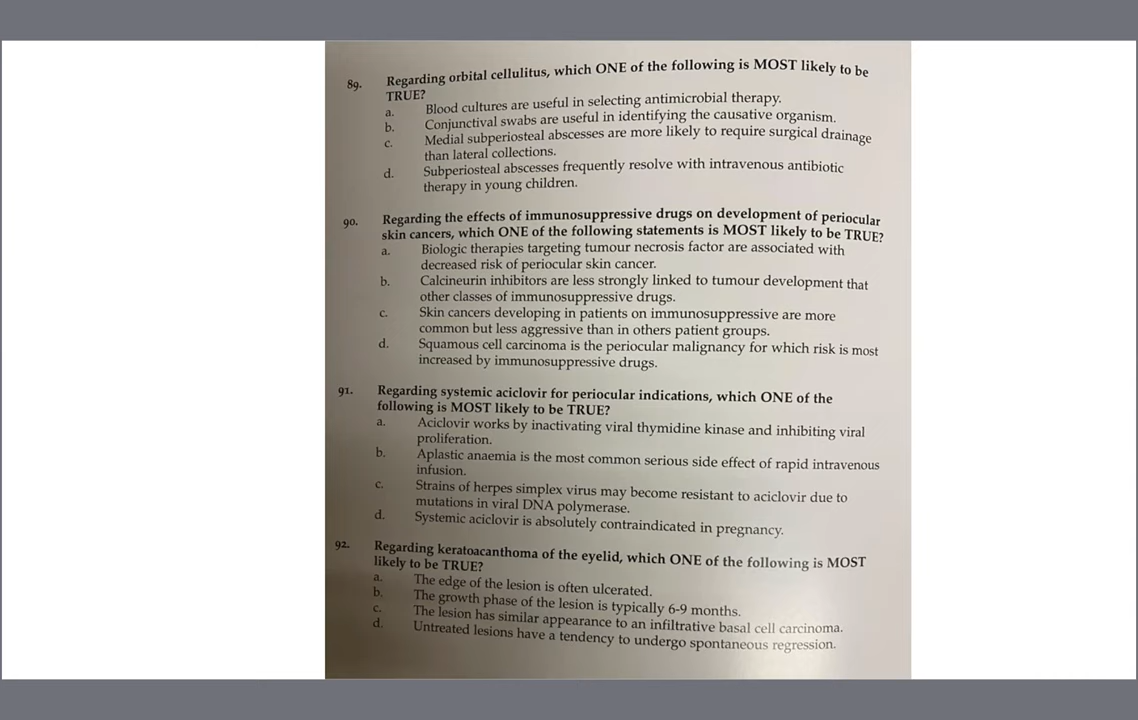 89. Regarding orbital cellulitus, which ONE of the following is MOST likely to be
TRUE?
a. Blood cultures are useful in selecting antimicrobial therapy.
b. Conjunctival swabs are useful in identifying the causative organism.
c. Medial subperiosteal abscesses are more likely to require surgical drainage
than lateral collections.
d. Subperiosteal abscesses frequently resolve with intravenous antibiotic
therapy in young children.
90. Regarding the effects of immunosuppressive drugs on development of periocular
skin cancers, which ONE of the following statements is MOST likely to be TRUE?
a. Biologic therapies targeting tumour necrosis factor are associated with
decreased risk of periocular skin cancer.
b. Calcineurin inhibitors are less strongly linked to tumour development that
other classes of immunosuppressive drugs.
c. Skin cancers developing in patients on immunosuppressive are more
common but less aggressive than in others patient groups.
d. Squamous cell carcinoma is the periocular malignancy for which risk is most
increased by immunosuppressive drugs.
91. Regarding systemic aciclovir for periocular indications, which ONE of the
following is MOST likely to be TRUE?
a. Aciclovir works by inactivating viral thymidine kinase and inhibiting viral
proliferation.
b. Aplastic anaemia is the most common serious side effect of rapid intravenous
infusion.
c. Strains of herpes simplex virus may become resistant to aciclovir due to
mutations in viral DNA polymerase.
d. Systemic aciclovir is absolutely contraindicated in pregnancy.
92. Regarding keratoacanthoma of the eyelid, which ONE of the following is MOST
likely to be TRUE?
a. The edge of the lesion is often ulcerated.
b. The growth phase of the lesion is typically 6-9 months.
c. The lesion has similar appearance to an infiltrative basal cell carcinoma.
d. Untreated lesions have a tendency to undergo spontaneous regression.